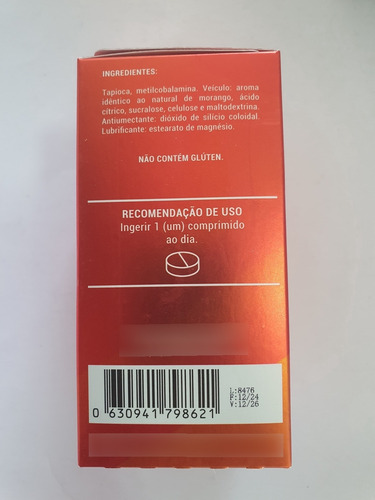 INGREDIENTES:
Tapioca, metilcobalamina. Veículo: aroma
idêntico ao natural de morango, ácido
cítrico, sucralose, celulose e maltodextrina.
Antiumectante: dióxido de silício coloidal.
Lubrificante: estearato de magnésio.
NÃO CONTÉM GLÚTEN.
RECOMENDAÇÃO DE USO
Ingerir 1 (um) comprimido
ao dia.
L:8476
F:12/24
V:12/26
0 630941 798621